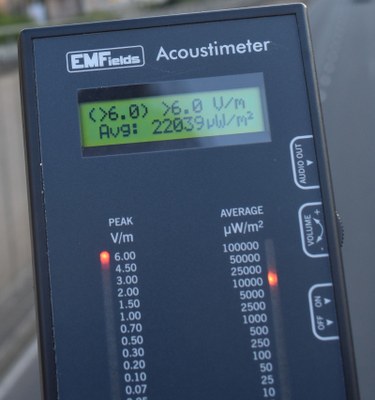 EMFields Acoustimeter
(>6.0) >6.0 V/m
Avg: 22039µW/m²
AUDIO OUT
VOLUME - +
OFF ON
PEAK
V/m
6.00
4.50
3.00
2.00
1.50
1.00
0.70
0.50
0.30
0.20
0.10
0.07
AVERAGE
µW/m²
100000
50000
25000
10000
5000
2500
1000
500
250
100
50
25
10